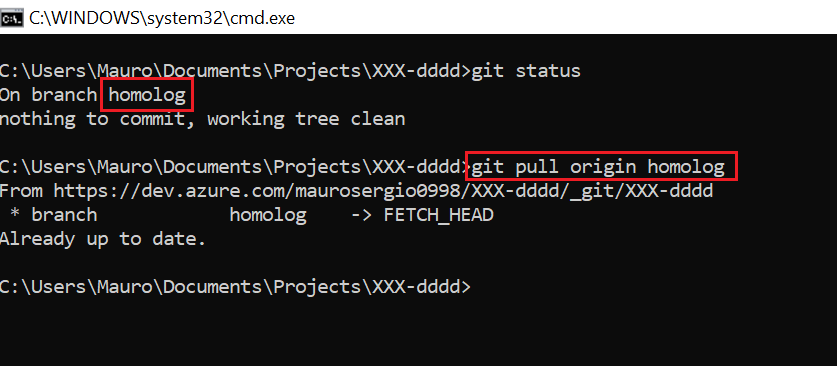 C:\WINDOWS\system32\cmd.exe
C:\Users\Mauro\Documents\Projects\XXX-dddd>git status
On branch homolog
nothing to commit, working tree clean
C:\Users\Mauro\Documents\Projects\XXX-dddd>git pull origin homolog
From https://dev.azure.com/maurosergio0998/XXX-dddd/_git/XXX-dddd
 * branch            homolog    -> FETCH_HEAD
Already up to date.
C:\Users\Mauro\Documents\Projects\XXX-dddd>